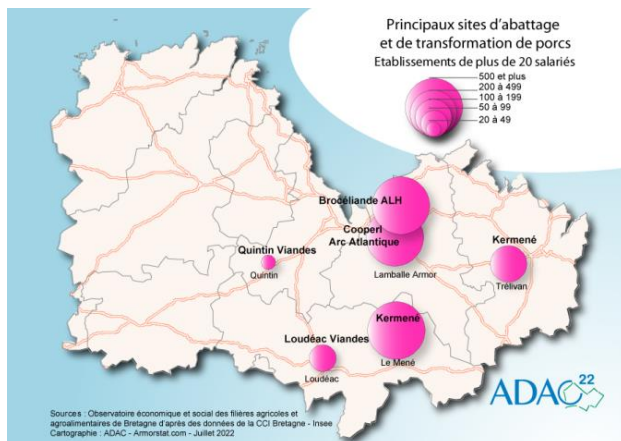 Principaux sites d'abattage
et de transformation de porcs
Etablissements de plus de 20 salariés
500 et plus
200 à 499
100 à 199
50 à 99
20 à 49
Brocéliande ALH
Cooperl
Arc Atlantique
Lamballe Armor
Quintin Viandes
Quintin
Kermené
Trélivan
Kermené
Le Mené
Loudéac Viandes
Loudéac
ADAC 22
Sources : Observatoire économique et social des filières agricoles et
agroalimentaires de Bretagne d'après des données de la CCI Bretagne - Insee
Cartographie : ADAC - Armorstat.com - Juillet 2022